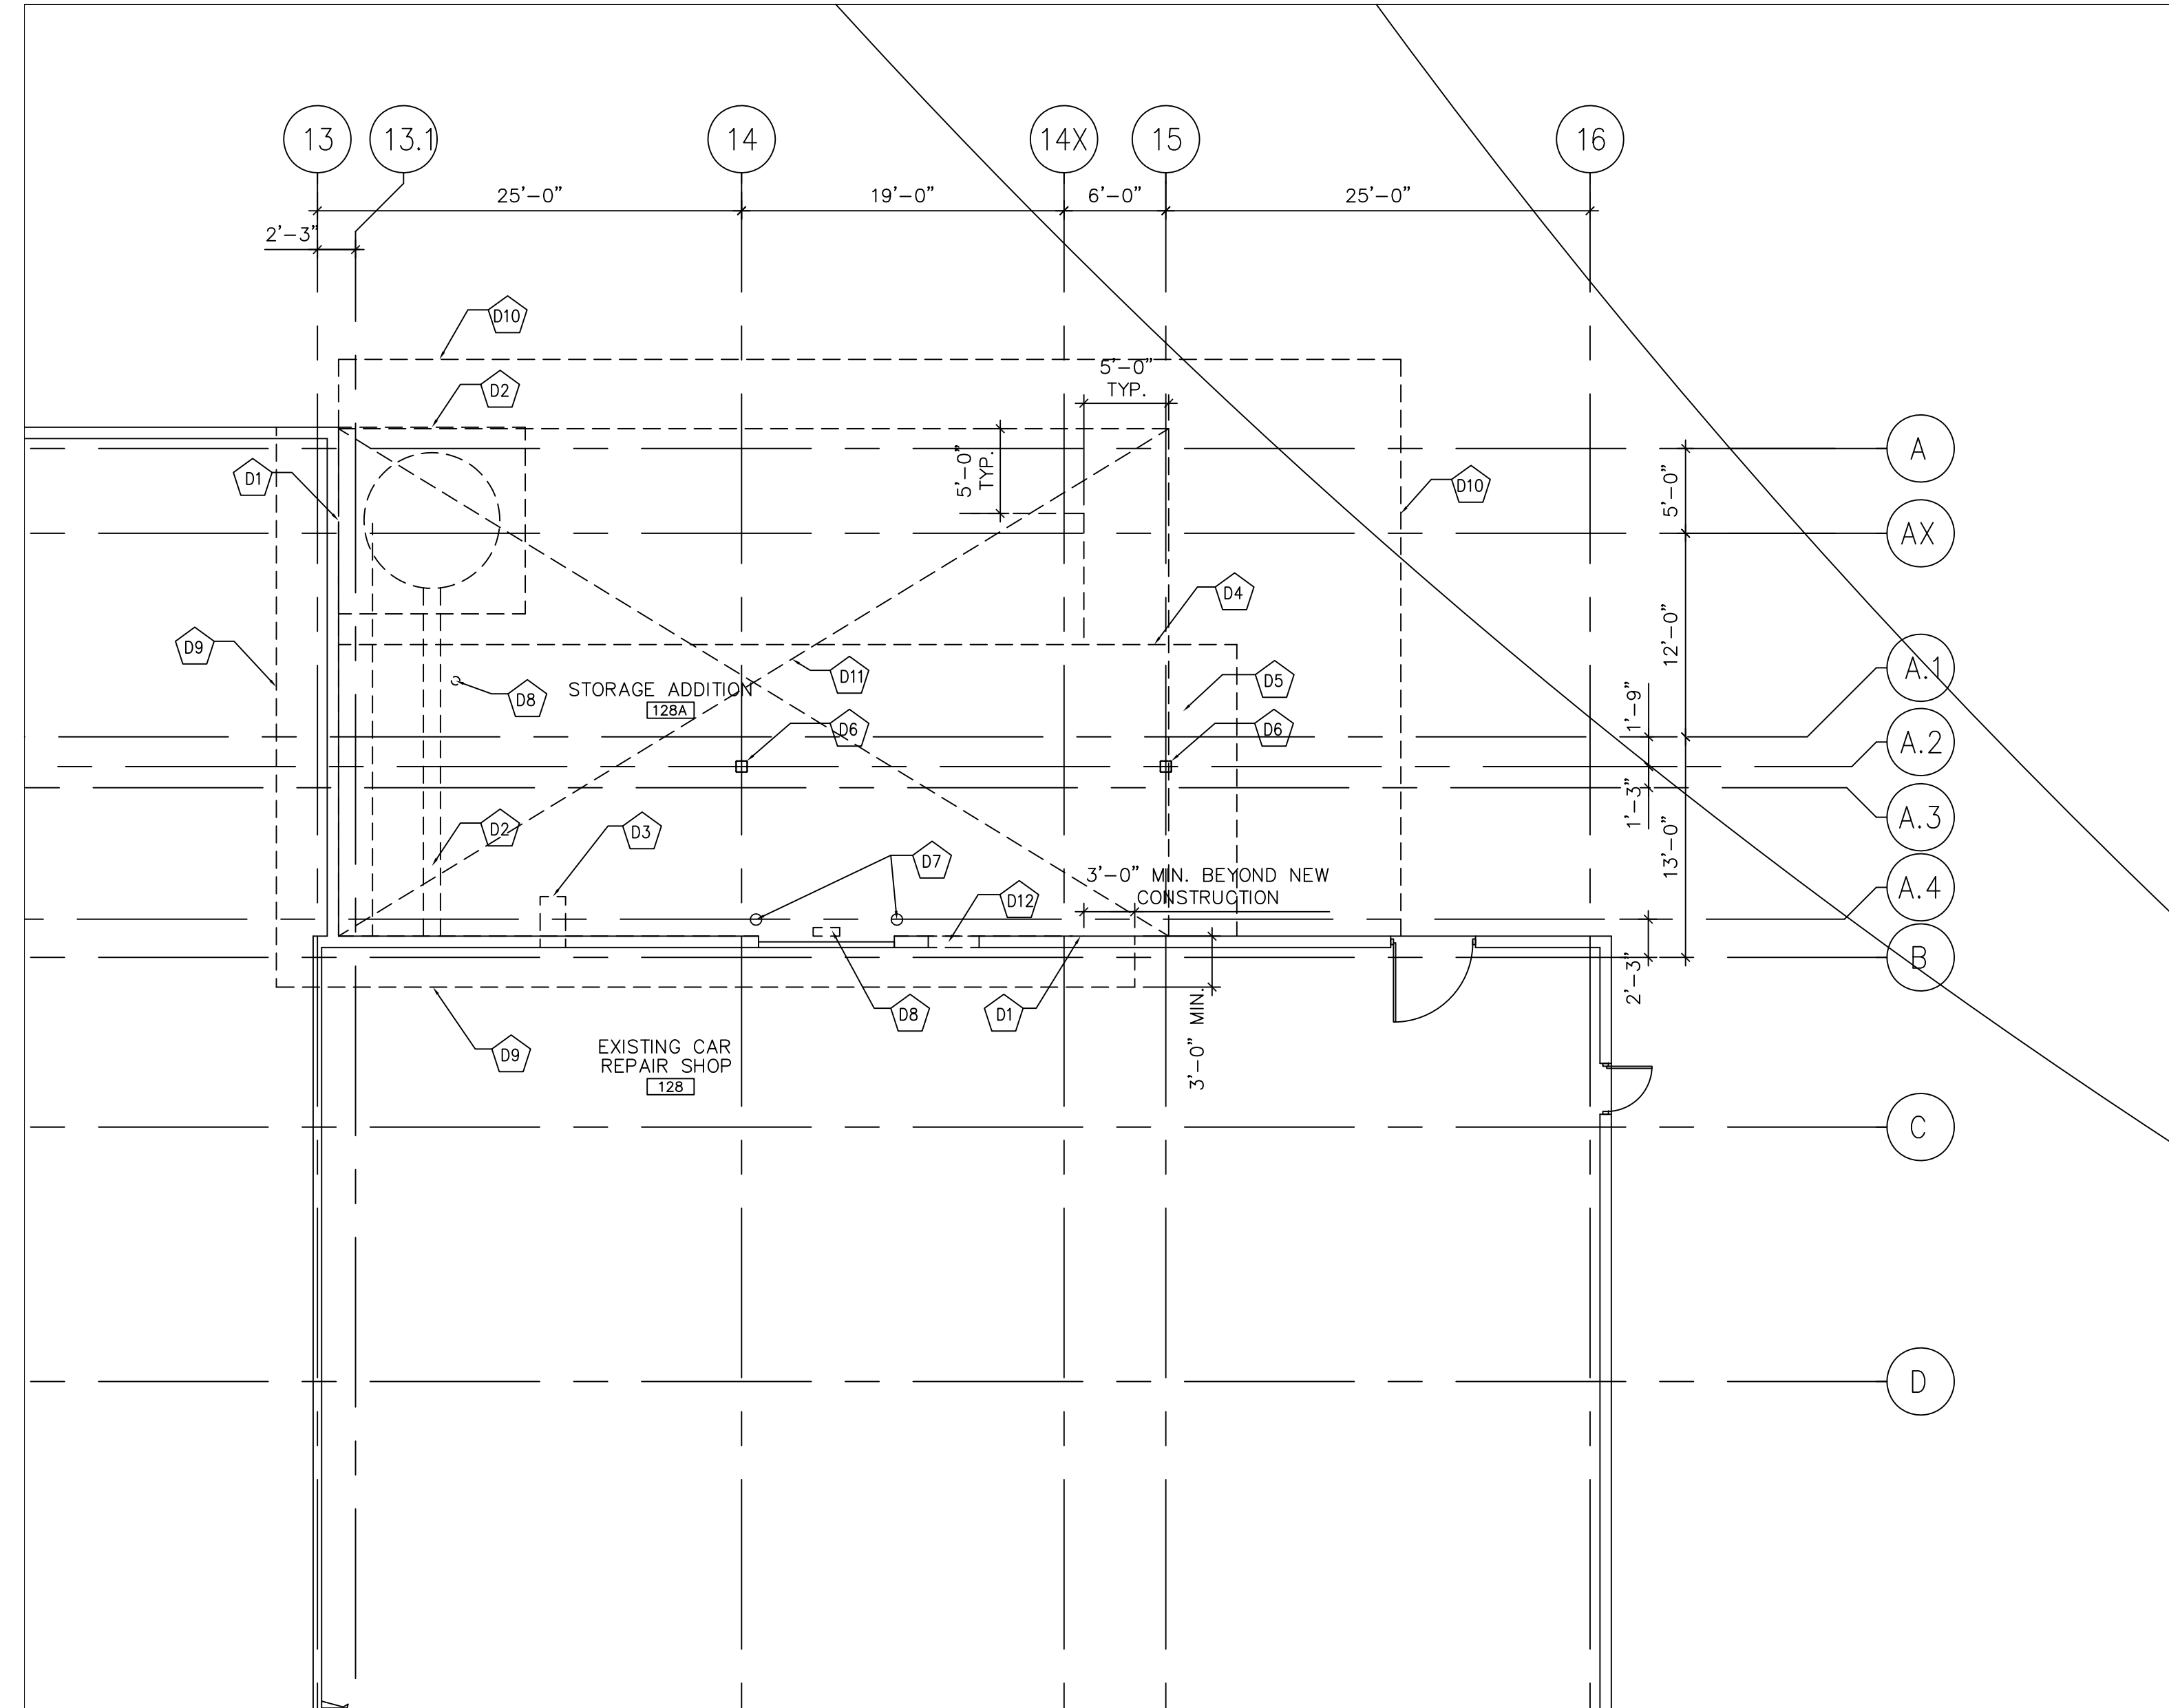 13
13.1
14
14X
15
16
25'-0"
19'-0"
6'-0"
25'-0"
2'-3"
D10
5'-0"
TYP.
D2
A
5'-0"
TYP.
D1
D10
5'-0"
AX
D4
D9
12'-0"
A.1
D11
D5
D8
STORAGE ADDITION
128A
1'-9"
D6
D6
A.2
1'-3"
A.3
D2
D3
13'-0"
D7
3'-0" MIN. BEYOND NEW
CONSTRUCTION
D12
A.4
B
2'-3"
D8
D1
3'-0" MIN.
D9
EXISTING CAR
REPAIR SHOP
128
C
D